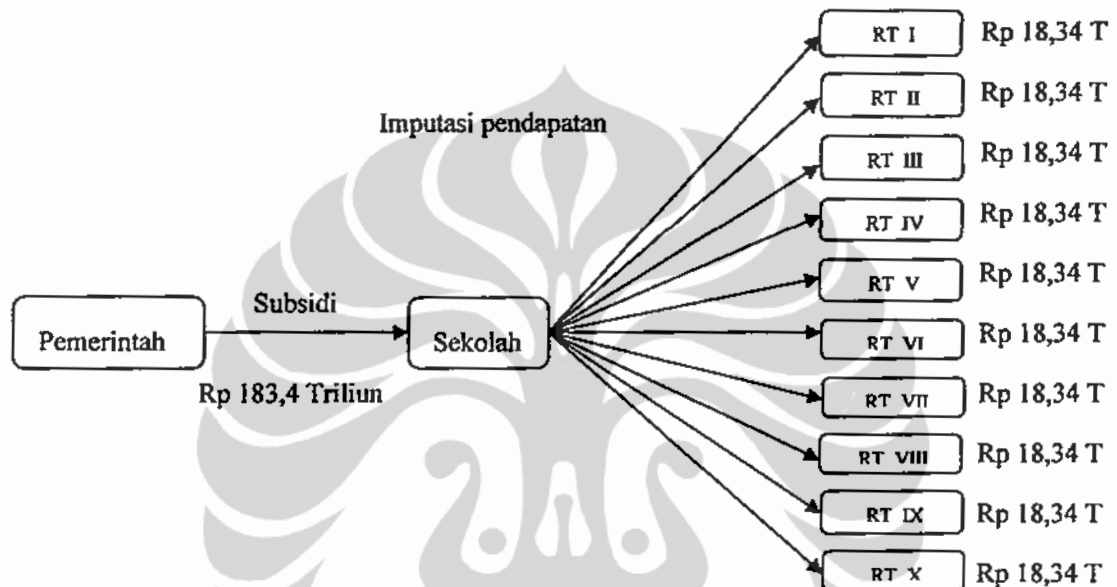 RT I Rp 18,34 T
RT II Rp 18,34 T
Imputasi pendapatan
RT III Rp 18,34 T
RT IV Rp 18,34 T
RT V Rp 18,34 T
Subsidi
Pemerintah
Sekolah
RT VI Rp 18,34 T
Rp 183,4 Triliun
RT VII Rp 18,34 T
RT VIII Rp 18,34 T
RT IX Rp 18,34 T
RT X Rp 18,34 T